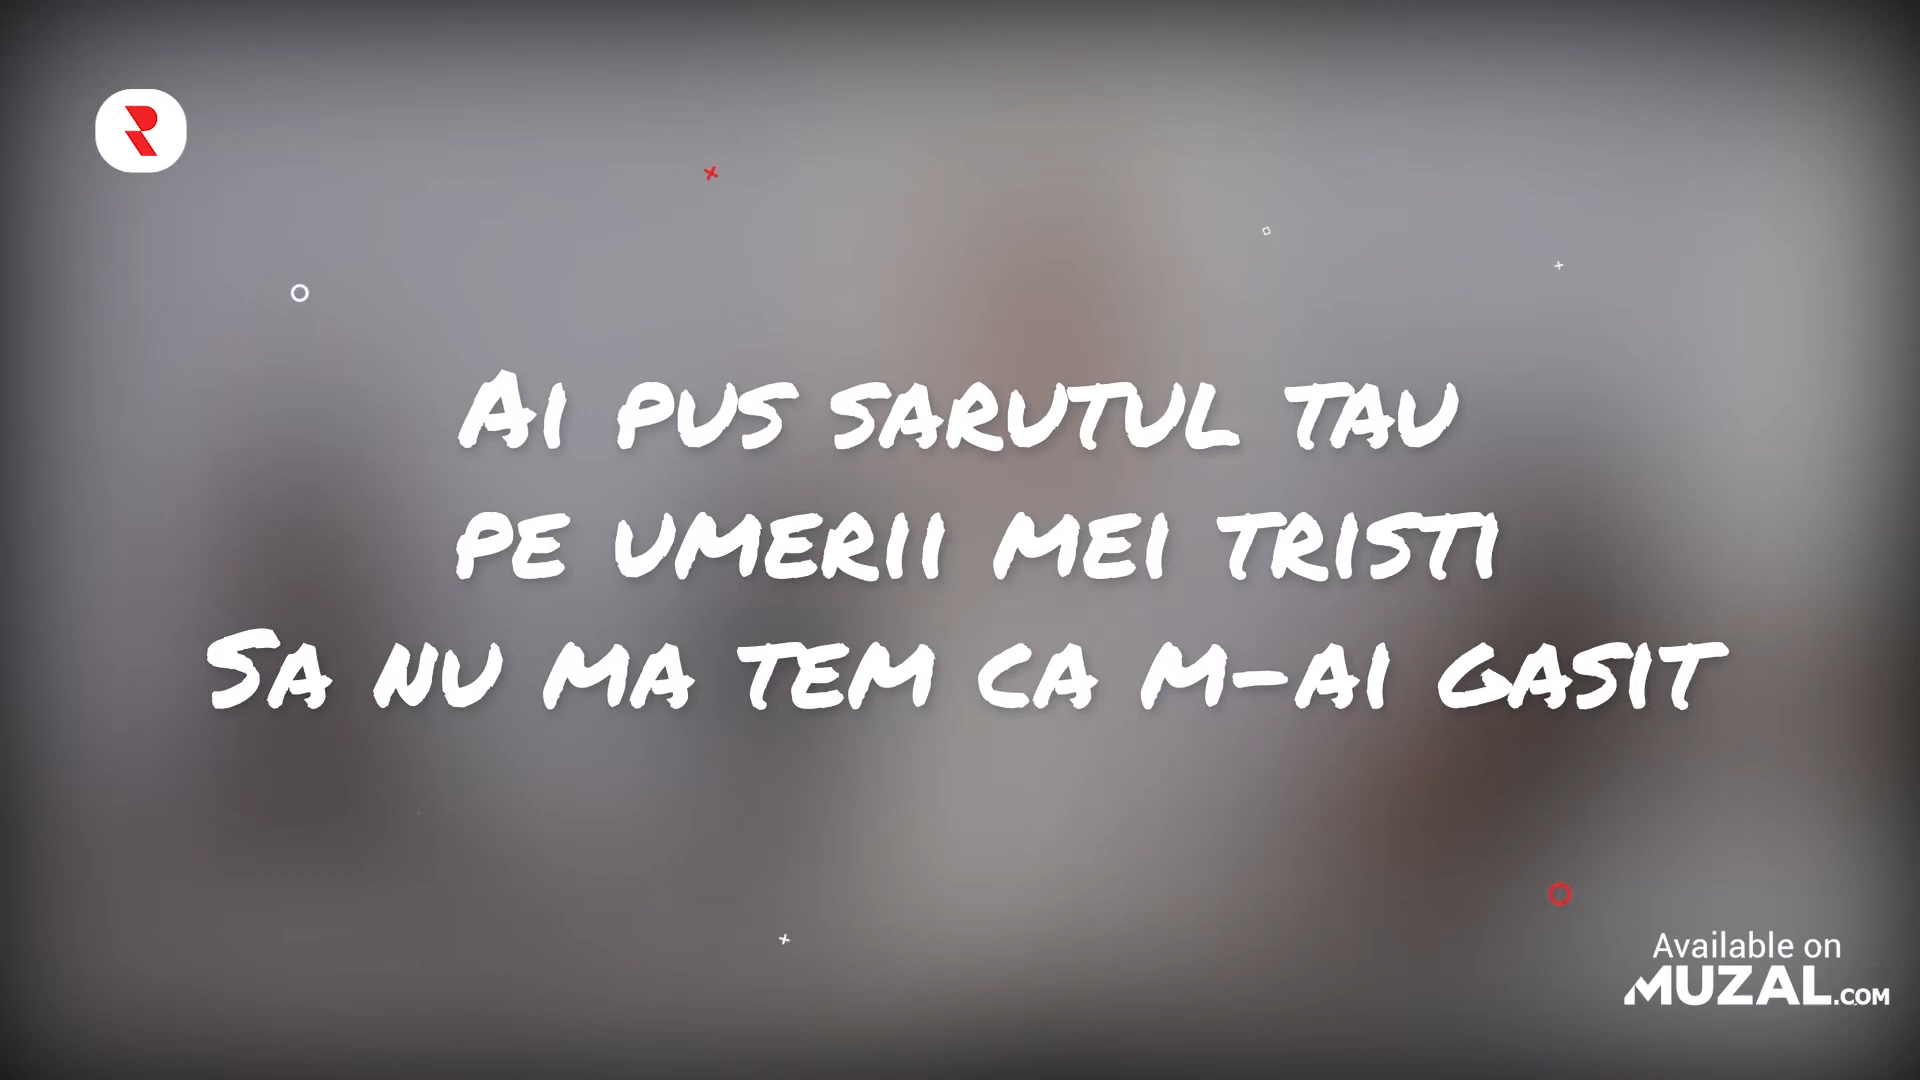 Ai pus sarutul tau
pe umerii mei tristi
Sa nu ma tem ca m-ai gasit
Available on
MUZAL.COM